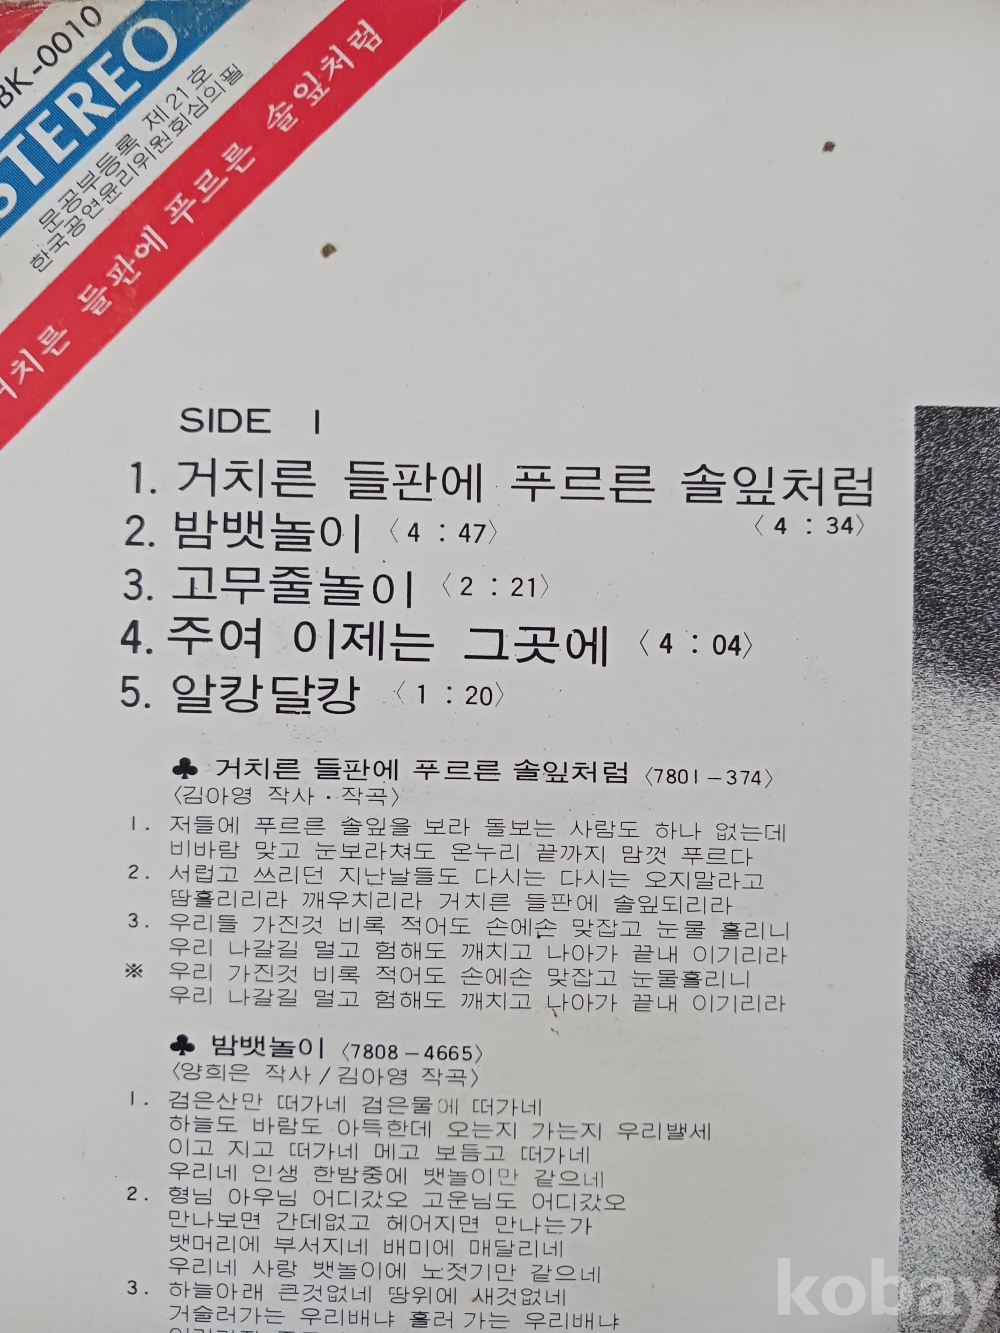 BK-0010
STEREO
문공부등록 제21호
한국공연윤리위원회심의필
거치른 들판에 푸르른 솔잎처럼
SIDE 1
1. 거치른 들판에 푸르른 솔잎처럼
〈4 : 34〉
2. 밤뱃놀이 〈4 : 47〉
3. 고무줄놀이 〈2 : 21〉
4. 주여 이제는 그곳에 〈4 : 04〉
5. 알캉달캉 〈1 : 20〉
♣ 거치른 들판에 푸르른 솔잎처럼 〈7801-374〉
〈김아영 작사·작곡〉
1. 저들에 푸르른 솔잎을 보라 돌보는 사람도 하나 없는데
비바람 맞고 눈보라쳐도 온누리 끝까지 맘껏 푸르다
2. 서럽고 쓰리던 지난날들도 다시는 다시는 오지말라고
땀흘리리라 깨우치리라 거치른 들판에 솔잎되리라
3. 우리들 가진것 비록 적어도 손에손 맞잡고 눈물 흘리니
우리 나갈길 멀고 험해도 깨치고 나아가 끝내 이기리라
※ 우리 가진것 비록 적어도 손에손 맞잡고 눈물흘리니
우리 나갈길 멀고 험해도 깨치고 나아가 끝내 이기리라
♣ 밤뱃놀이 〈7808-4665〉
〈양희은 작사/김아영 작곡〉
1. 검은산만 떠가네 검은물에 떠가네
하늘도 바람도 아득한데 오는지 가는지 우리뱉세
이고 지고 떠가네 메고 보듬고 떠가네
우리네 인생 한밤중에 뱃놀이만 같으네
2. 형님 아우님 어디갔오 고운님도 어디갔오
만나보면 간데없고 헤어지면 만나는가
뱃머리에 부서지네 배미에 매달리네
우리네 사랑 뱃놀이에 노젓기만 같으네
3. 하늘아래 큰것없네 땅위에 새것없네
거슬러가는 우리배냐 흘러 가는 우리배냐
kobay